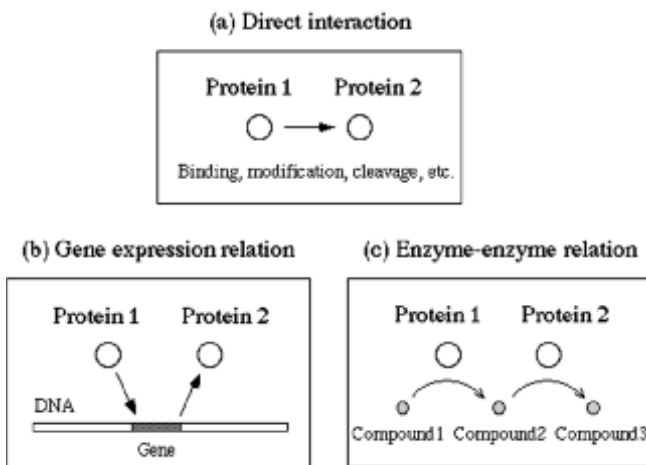 (a) Direct interaction
Protein 1 Protein 2
Binding, modification, cleavage, etc.
(b) Gene expression relation
Protein 1 Protein 2
DNA
Gene
(c) Enzyme-enzyme relation
Protein 1 Protein 2
Compound1 Compound2 Compound3